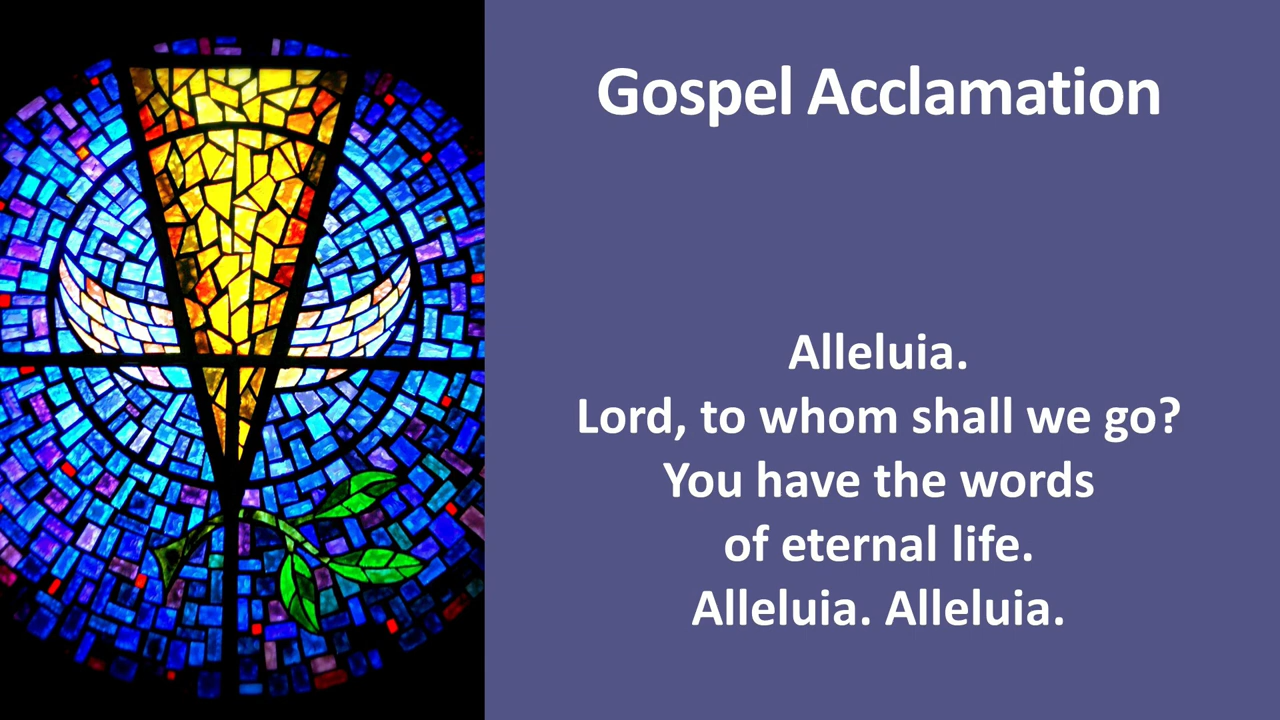 Gospel Acclamation
Alleluia.
Lord, to whom shall we go?
You have the words
of eternal life.
Alleluia. Alleluia.